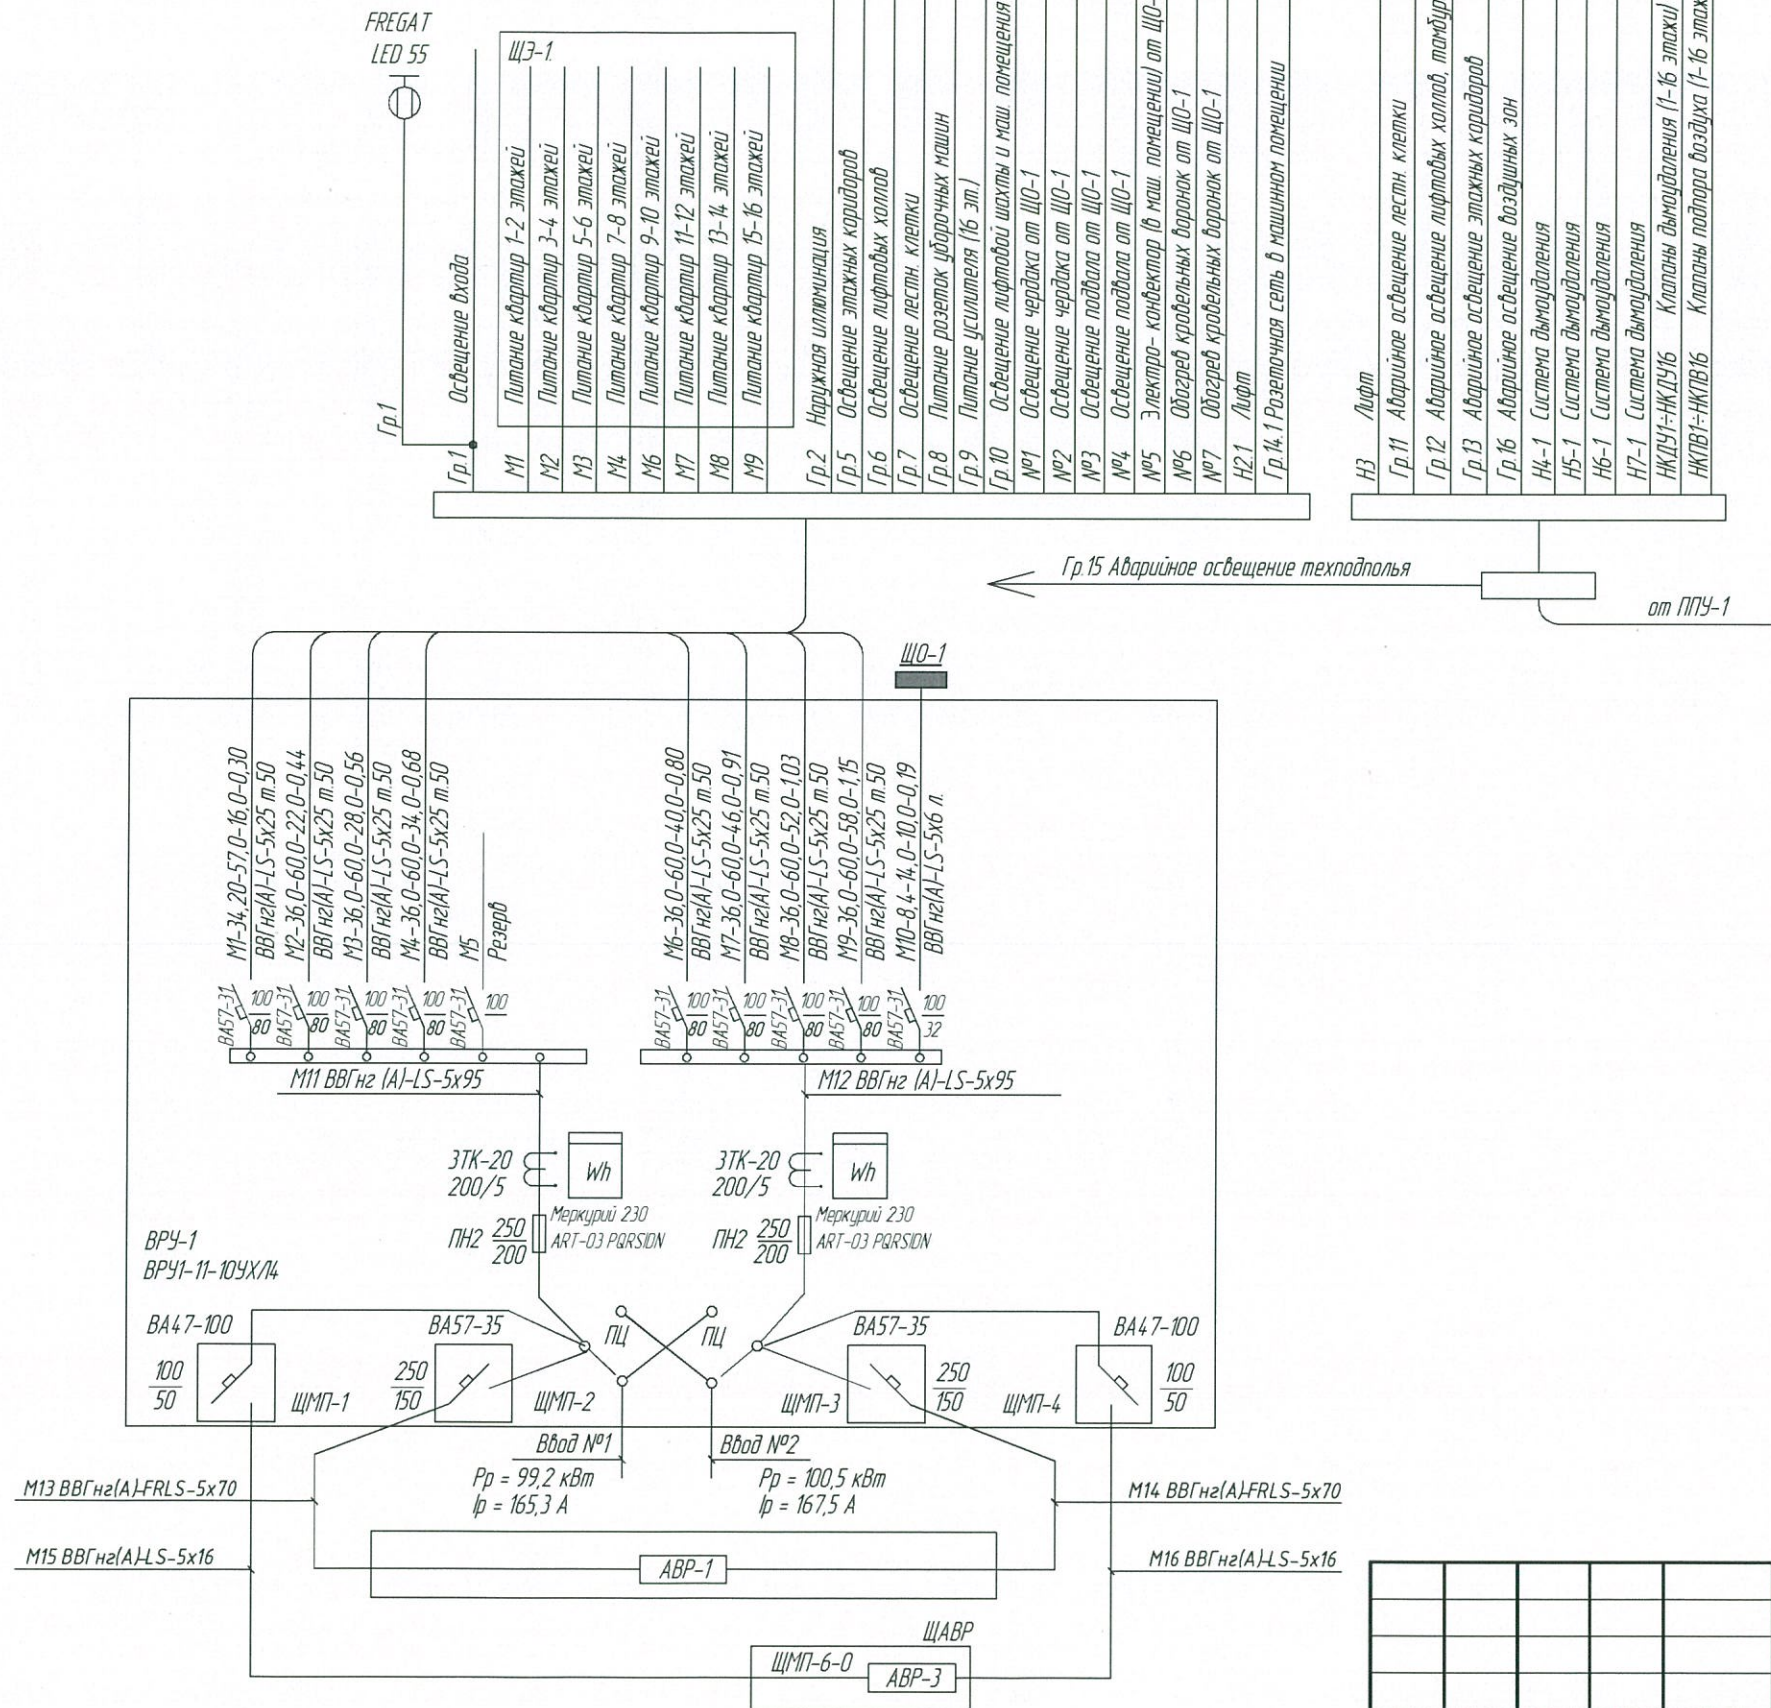 FREGAT
LED 55
Гр.1
Гр.1 Освещение входа
ЩЭ-1
М1 Питание квартир 1-2 этажей
М2 Питание квартир 3-4 этажей
М3 Питание квартир 5-6 этажей
М4 Питание квартир 7-8 этажей
М6 Питание квартир 9-10 этажей
М7 Питание квартир 11-12 этажей
М8 Питание квартир 13-14 этажей
М9 Питание квартир 15-16 этажей
Гр.2 Наружная иллюминация
Гр.5 Освещение этажных коридоров
Гр.6 Освещение лифтовых холлов
Гр.7 Освещение лестн. клетки
Гр.8 Питание розеток уборочных машин
Гр.9 Питание усилителя (16 эт.)
Гр.10 Освещение лифтовой шахты и маш. помещения
№1 Освещение чердака от ЩО-1
№2 Освещение чердака от ЩО-1
№3 Освещение подвала от ЩО-1
№4 Освещение подвала от ЩО-1
№5 Электро- конвектор (в маш. помещении) от ЩО-
№6 Обогрев кровельных воронок от ЩО-1
№7 Обогрев кровельных воронок от ЩО-1
Н2.1 Лифт
Гр.14.1 Розеточная сеть в машинном помещении
Н3 Лифт
Гр.11 Аварийное освещение лестн. клетки
Гр.12 Аварийное освещение лифтовых холлов, тамбур
Гр.13 Аварийное освещение этажных коридоров
Гр.16 Аварийное освещение воздушных зон
Н4-1 Система дымоудаления
Н5-1 Система дымоудаления
Н6-1 Система дымоудаления
Н7-1 Система дымоудаления
НКДУ1÷НКДУ16 Клапаны дымоудаления (1-16 этажи)
НКПВ1÷НКПВ16 Клапаны подпора воздуха (1-16 этаж
Гр.15 Аварийное освещение техподполья
от ППУ-1
ЩО-1
М1-34,20-57,0-16,0-0,30
ВВГнг(А)-LS-5х25 т.50
М2-36,0-60,0-22,0-0,44
ВВГнг(А)-LS-5х25 т.50
М3-36,0-60,0-28,0-0,56
ВВГнг(А)-LS-5х25 т.50
М4-36,0-60,0-34,0-0,68
ВВГнг(А)-LS-5х25 т.50
М5
Резерв
М6-36,0-60,0-40,0-0,80
ВВГнг(А)-LS-5х25 т.50
М7-36,0-60,0-46,0-0,91
ВВГнг(А)-LS-5х25 т.50
М8-36,0-60,0-52,0-1,03
ВВГнг(А)-LS-5х25 т.50
М9-36,0-60,0-58,0-1,15
ВВГнг(А)-LS-5х25 т.50
М10-8,4-14,0-10,0-0,19
ВВГнг(А)-LS-5х6 л.
ВА57-31 100/80
ВА57-31 100/80
ВА57-31 100/80
ВА57-31 100/80
ВА57-31 100
ВА57-31 100/80
ВА57-31 100/80
ВА57-31 100/80
ВА57-31 100/80
ВА57-31 100/32
М11 ВВГнг (А)-LS-5х95
М12 ВВГнг (А)-LS-5х95
3ТК-20
200/5
Wh
3ТК-20
200/5
Wh
ПН2 250/200
Меркурий 230
ART-03 PQRSIDN
ПН2 250/200
Меркурий 230
ART-03 PQRSIDN
ВРУ-1
ВРУ1-11-10УХЛ4
ВА47-100
100/50
ЩМП-1
ВА57-35
250/150
ЩМП-2
ПЦ
ПЦ
ВА57-35
250/150
ЩМП-3
ВА47-100
100/50
ЩМП-4
Ввод №1
Рр = 99,2 кВт
Iр = 165,3 А
Ввод №2
Рр = 100,5 кВт
Iр = 167,5 А
М13 ВВГнг(А)-FRLS-5х70
М14 ВВГнг(А)-FRLS-5х70
М15 ВВГнг(А)-LS-5х16
М16 ВВГнг(А)-LS-5х16
АВР-1
ЩАВР
ЩМП-6-0
АВР-3